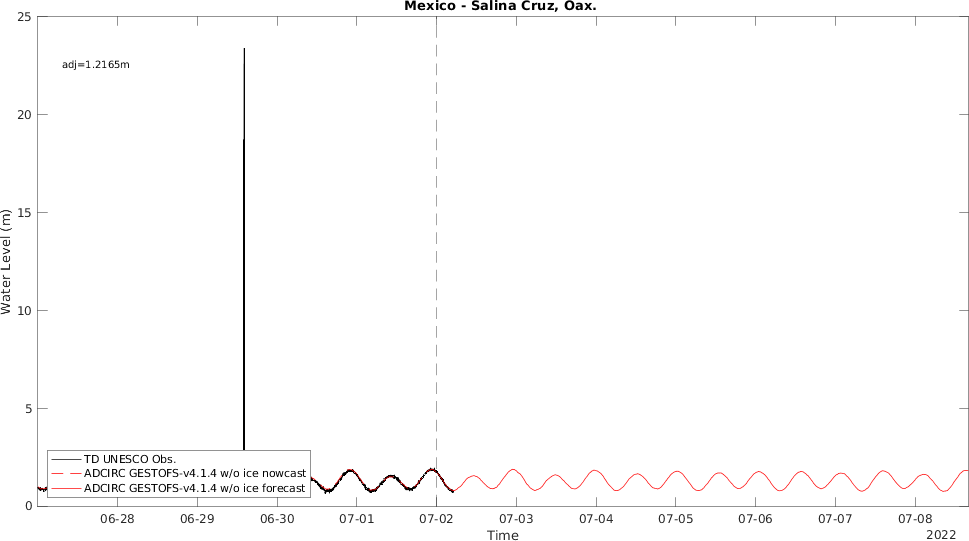 Mexico - Salina Cruz, Oax.
25
20
15
10
5
0
Water Level (m)
adj=1.2165m
TD UNESCO Obs.
ADCIRC GESTOFS-v4.1.4 w/o ice nowcast
ADCIRC GESTOFS-v4.1.4 w/o ice forecast
06-28 06-29 06-30 07-01 07-02 07-03 07-04 07-05 07-06 07-07 07-08
Time
2022